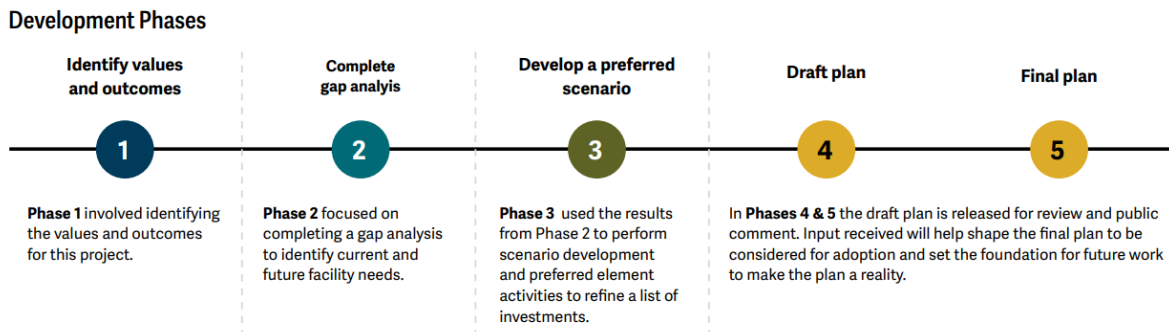 Development Phases
Identify values
and outcomes
Complete
gap analyis
Develop a preferred
scenario
Draft plan
Final plan
1
2
3
4
5
Phase 1 involved identifying
the values and outcomes
for this project.
Phase 2 focused on
completing a gap analysis
to identify current and
future facility needs.
Phase 3 used the results
from Phase 2 to perform
scenario development
and preferred element
activities to refine a list of
investments.
In Phases 4 & 5 the draft plan is released for review and public
comment. Input received will help shape the final plan to be
considered for adoption and set the foundation for future work
to make the plan a reality.